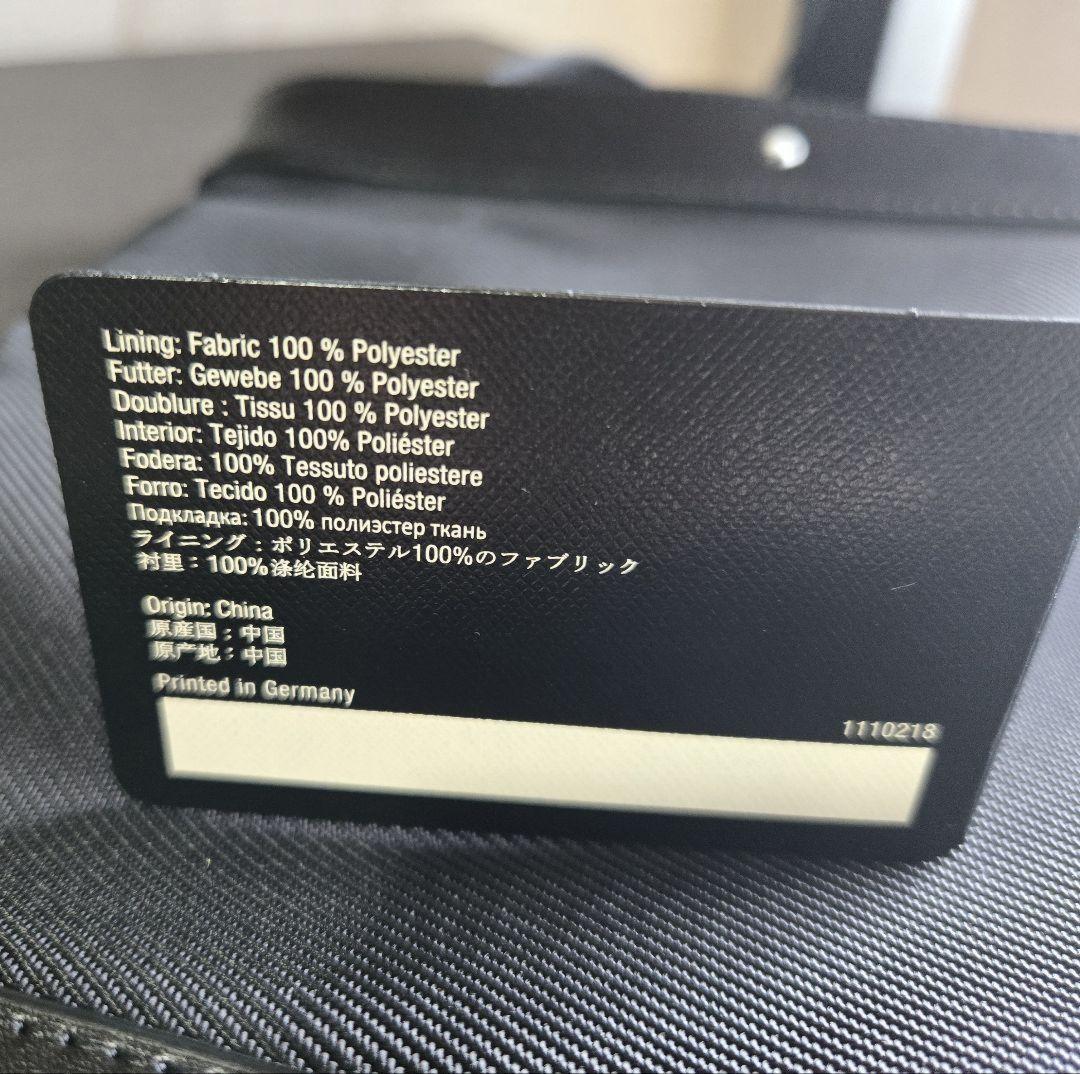 Lining: Fabric 100 % Polyester
Futter: Gewebe 100 % Polyester
Doublure : Tissu 100 % Polyester
Interior: Tejido 100% Poliéster
Fodera: 100% Tessuto poliestere
Forro: Tecido 100 % Poliéster
Подкладка: 100% полиэстер ткань
ライニング：ポリエステル100%のファブリック
衬里：100%涤纶面料
Origin: China
原産国：中国
原产地：中国
Printed in Germany
1110218